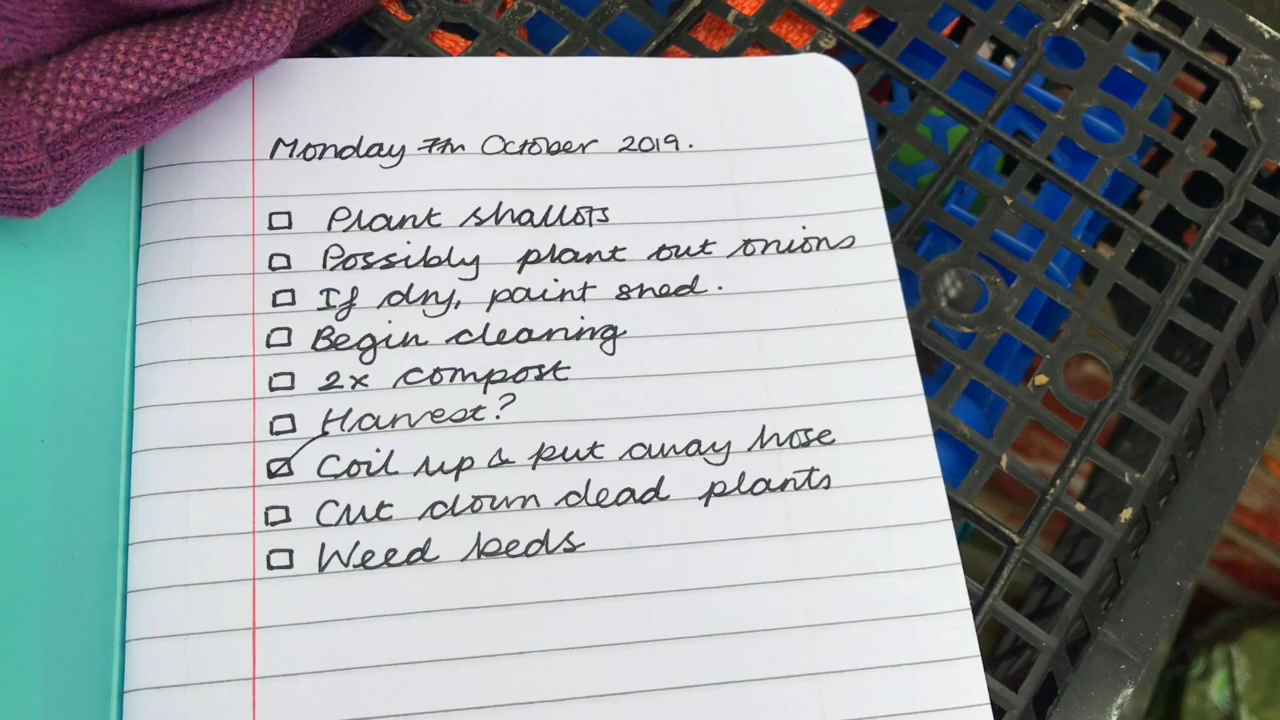 Monday 7th October 2019.
☐ Plant shallots
☐ Possibly plant out onions
☐ If dry, paint shed.
☐ Begin cleaning
☐ 2x compost
☐ Harvest?
☑ Coil up & put away hose
☐ Cut down dead plants
☐ Weed beds